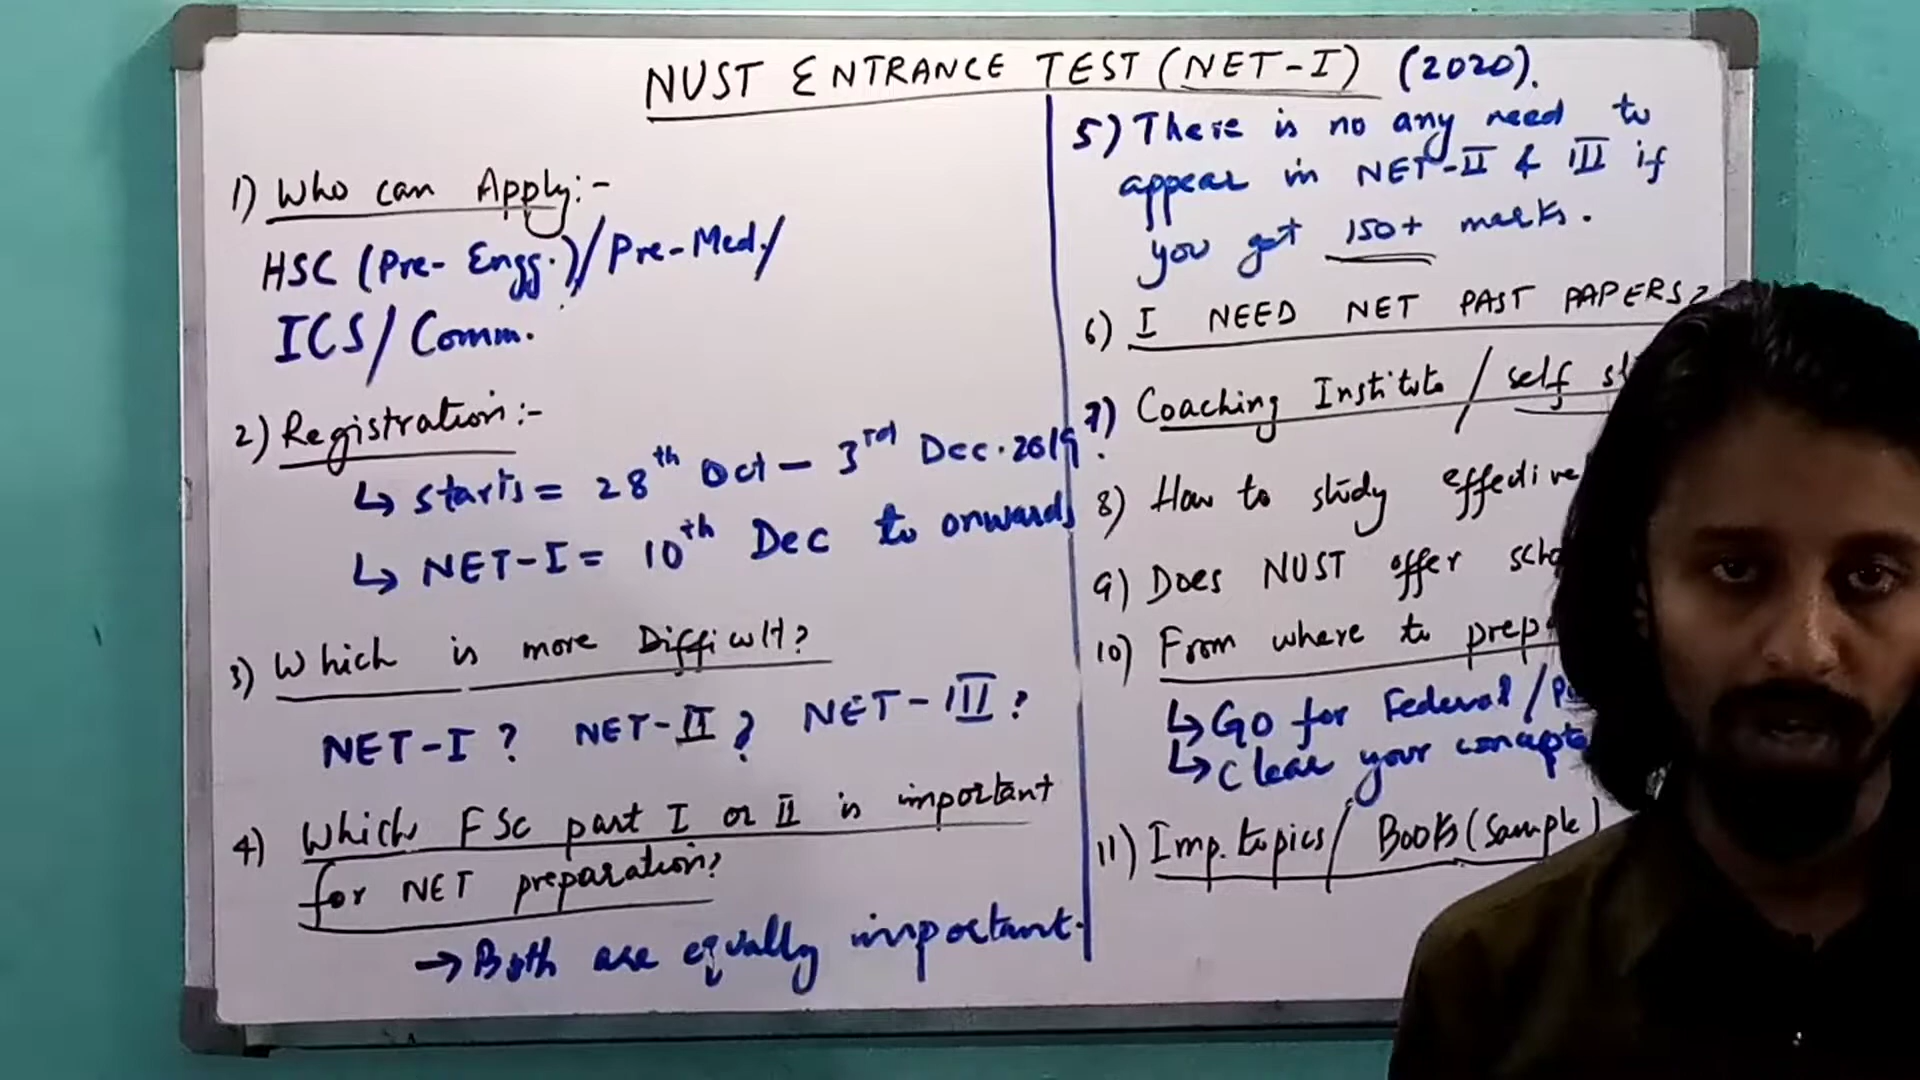 NUST ENTRANCE TEST (NET-I) (2020).
1) Who can Apply:-
HSC (Pre-Engg.)/Pre-Med./
ICS/Comm.
2) Registration:-
↳ starts = 28th Oct - 3rd Dec. 2019.
↳ NET-I = 10th Dec to onwards
3) Which is more Difficult?
NET-I? NET-II? NET-III?
4) Which FSc part I or II is important
for NET preparation?
→ Both are equally important.
5) There is no any need to
appear in NET-II & III if
you get 150+ marks.
6) I NEED NET PAST PAPERS?
7) Coaching Institute / self
8) How to study
9) Does NUST offer
10) From where to
↳ Go for Federal/
↳ Clear your concepts
11) Imp. topics/ Books (Sample)